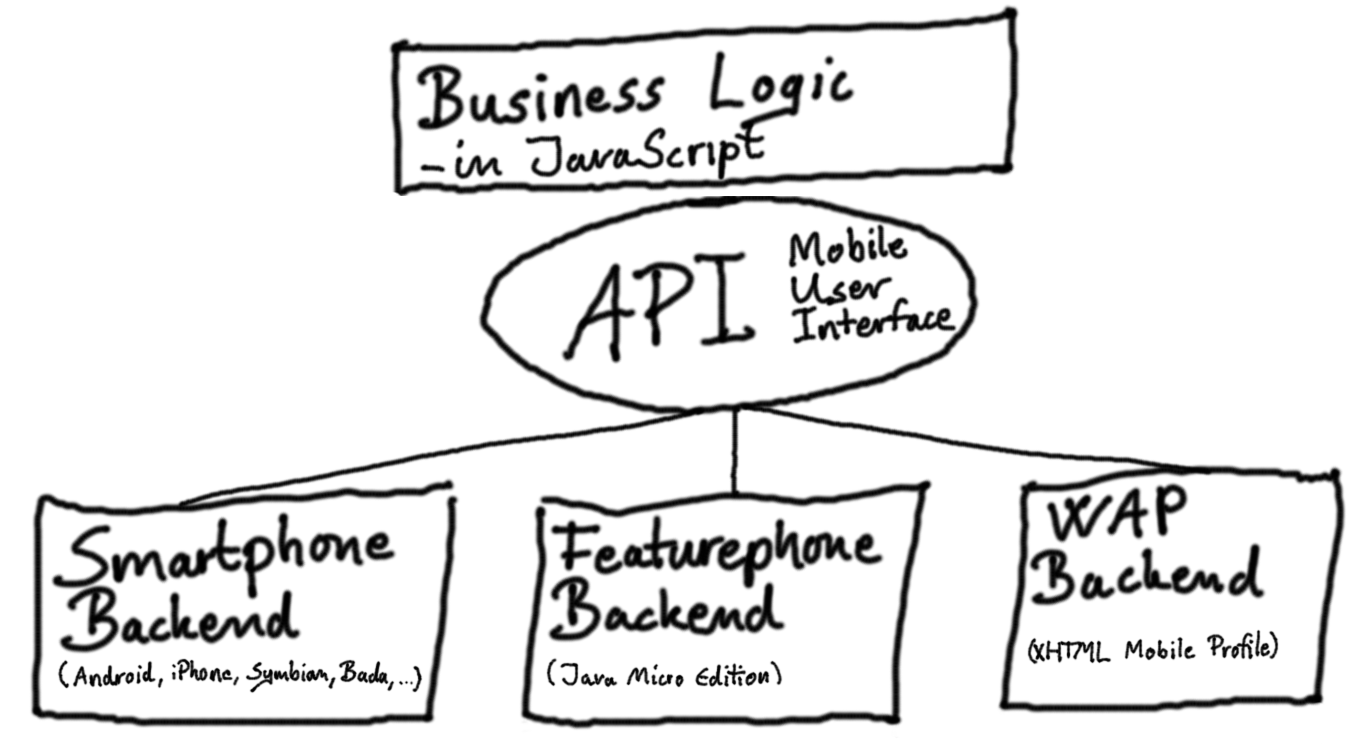 Business Logic
- in JavaScript
API
Mobile
User
Interface
Smartphone
Backend
(Android, iPhone, Symbian, Bada, ...)
Featurephone
Backend
(Java Micro Edition)
WAP
Backend
(XHTML Mobile Profile)